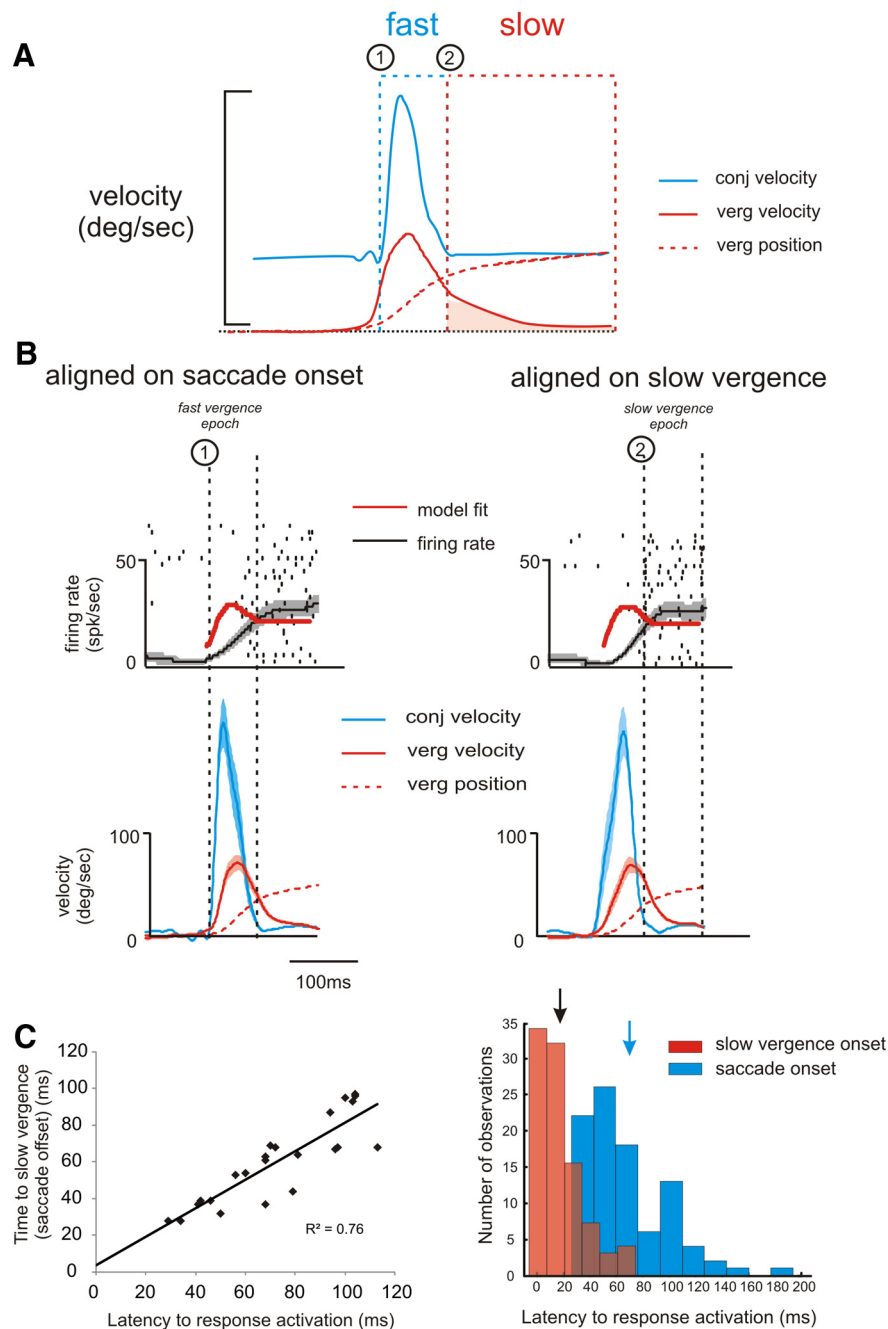 A
fast
slow
1
2
velocity
(deg/sec)
conj velocity
verg velocity
verg position
B
aligned on saccade onset
aligned on slow vergence
fast vergence
epoch
slow vergence
epoch
1
2
model fit
firing rate
50
0
firing rate
(spk/sec)
50
0
conj velocity
verg velocity
verg position
100
0
velocity
(deg/sec)
100
0
100ms
C
120
100
80
60
40
20
0
Time to slow vergence
(saccade offset) (ms)
R² = 0.76
0
20
40
60
80
100
120
Latency to response activation (ms)
35
30
25
20
15
10
5
0
Number of observations
slow vergence onset
saccade onset
0
20
40
60
80
100
120
140
160
180
200
Latency to response activation (ms)